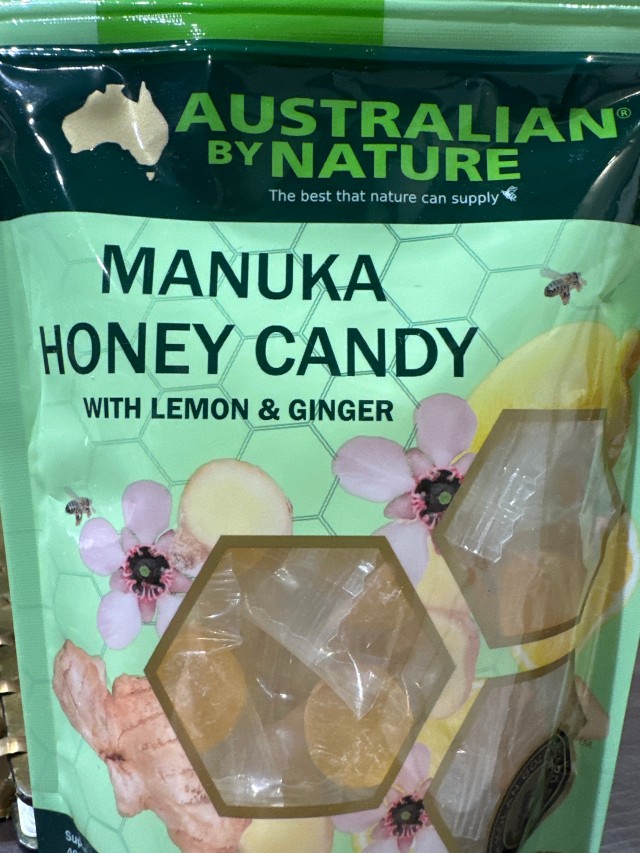 AUSTRALIAN®
BY NATURE
The best that nature can supply
MANUKA
HONEY CANDY
WITH LEMON & GINGER